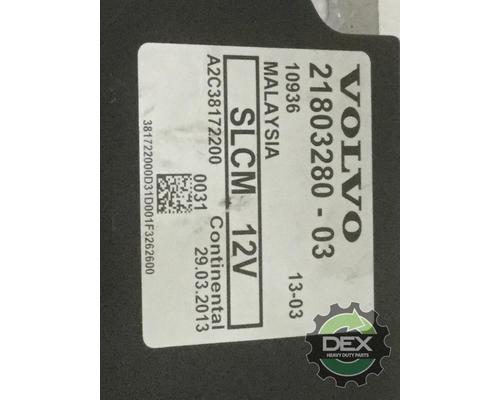 VOLVO
21803280 - 03
10936 13-03
MALAYSIA
SLCM 12V
A2C38172200 0031 Continental
29.03.2013
381722000D31D001F3262600
DEX
HEAVY DUTY PARTS